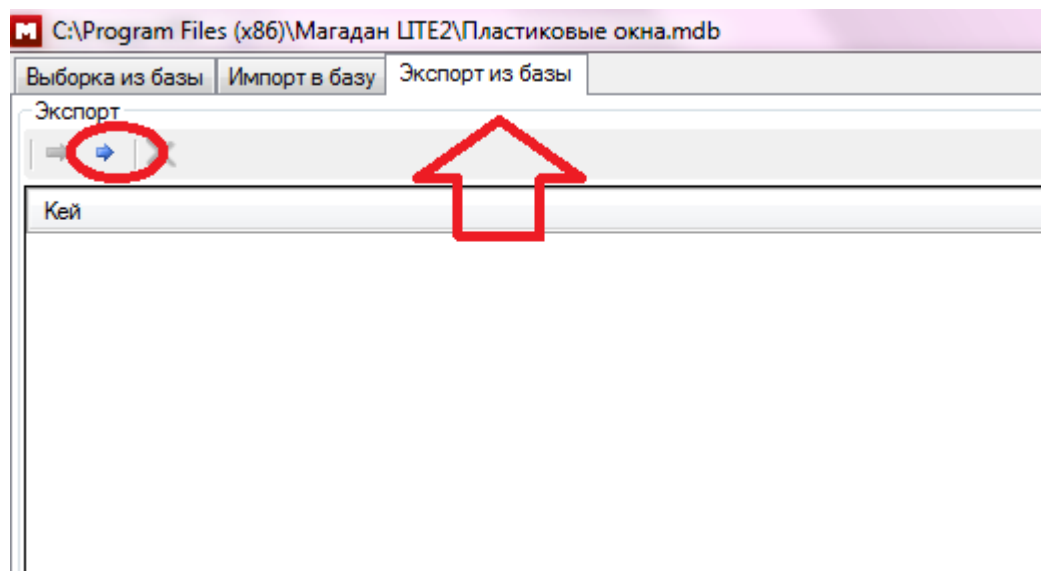 C:\Program Files (x86)\Магадан LITE2\Пластиковые окна.mdb
Выборка из базы Импорт в базу Экспорт из базы
Экспорт
Кей